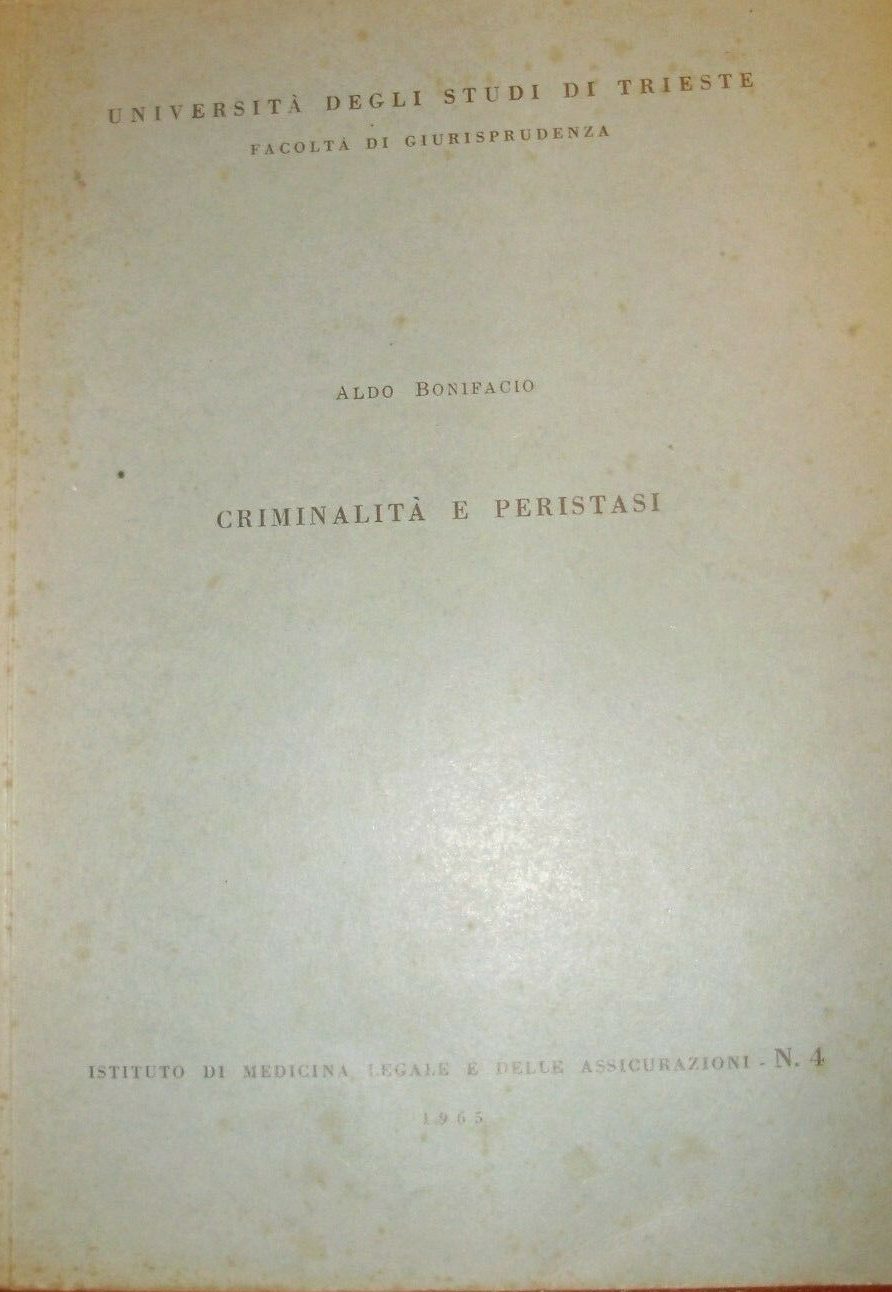 UNIVERSITÀ DEGLI STUDI DI TRIESTE
FACOLTÀ DI GIURISPRUDENZA
ALDO BONIFACIO
CRIMINALITÀ E PERISTASI
ISTITUTO DI MEDICINA LEGALE E DELLE ASSICURAZIONI - N. 4
1965